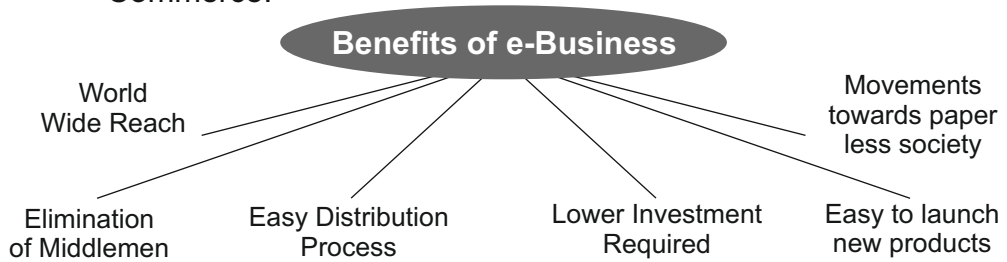 Benefits of e-Business
World
Wide Reach
Movements
towards paper
less society
Elimination
of Middlemen
Easy Distribution
Process
Lower Investment
Required
Easy to launch
new products